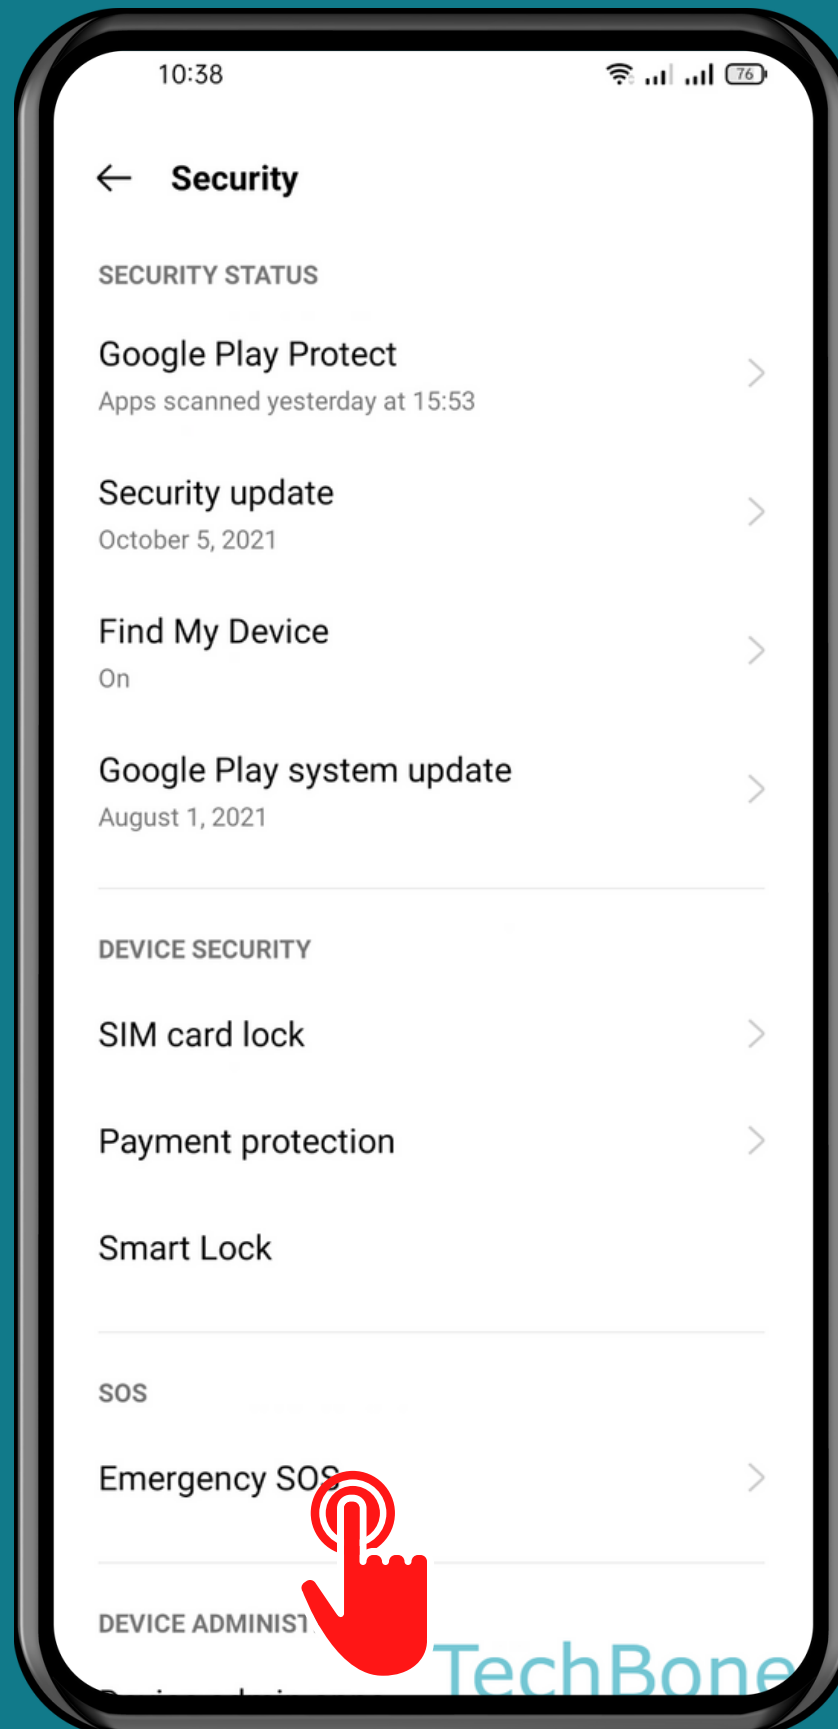 10:38
76
Security
SECURITY STATUS
Google Play Protect
Apps scanned yesterday at 15:53
Security update
October 5, 2021
Find My Device
On
Google Play system update
August 1, 2021
DEVICE SECURITY
SIM card lock
Payment protection
Smart Lock
SOS
Emergency SOS
DEVICE
TechBone